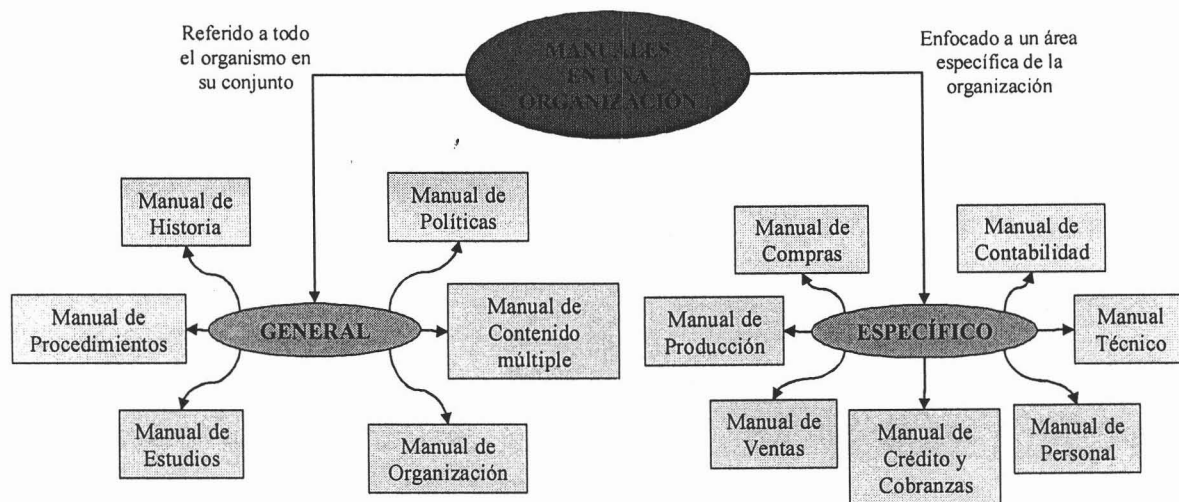 Referido a todo
el organismo en
su conjunto
MANUALES
EN UNA
ORGANIZACIÓN
Enfocado a un área
específica de la
organización
Manual de
Historia
Manual de
Políticas
Manual de
Procedimientos
GENERAL
Manual de
Contenido
múltiple
Manual de
Estudios
Manual de
Organización
Manual de
Compras
Manual de
Contabilidad
Manual de
Producción
ESPECÍFICO
Manual
Técnico
Manual de
Ventas
Manual de
Crédito y
Cobranzas
Manual de
Personal